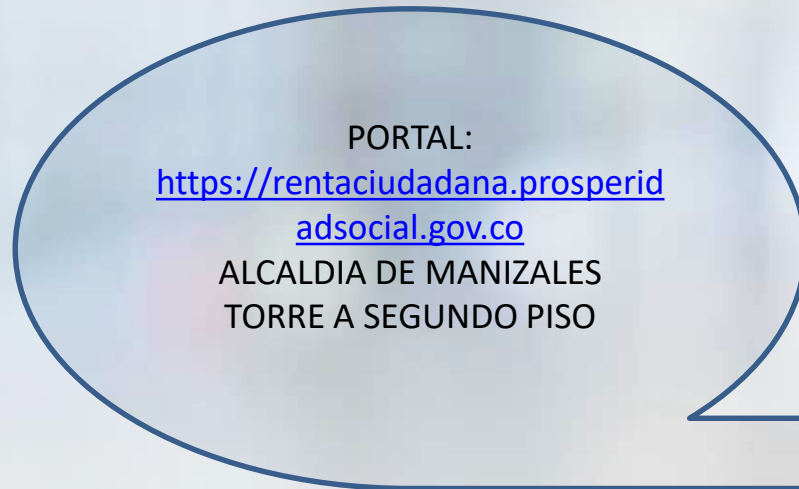 PORTAL:
https://rentaciudadana.prosperid
adsocial.gov.co
ALCALDIA DE MANIZALES
TORRE A SEGUNDO PISO